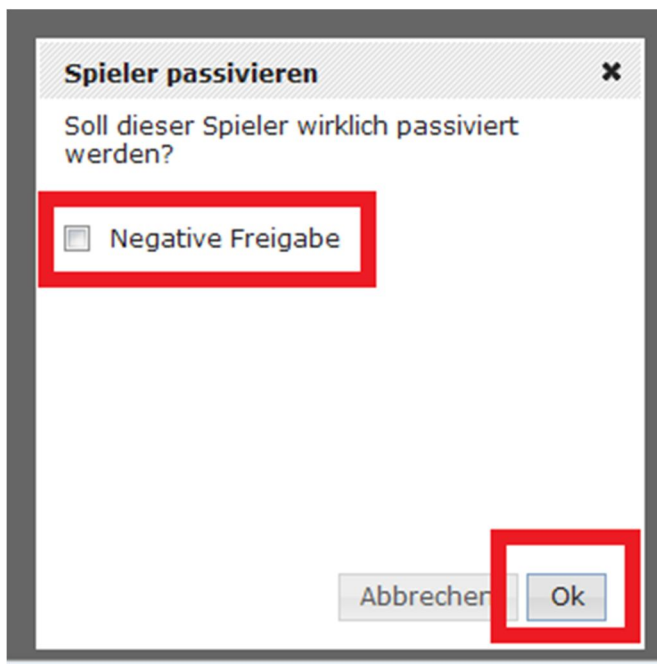 Spieler passivieren
Soll dieser Spieler wirklich passiviert
werden?
Negative Freigabe
Abbrechen Ok